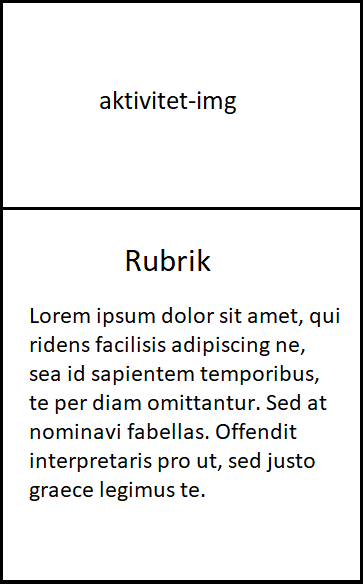 aktivitet-img
Rubrik
Lorem ipsum dolor sit amet, qui
ridens facilisis adipiscing ne,
sea id sapientem temporibus,
te per diam omittantur. Sed at
nominavi fabellas. Offendit
interpretaris pro ut, sed justo
graece legimus te.